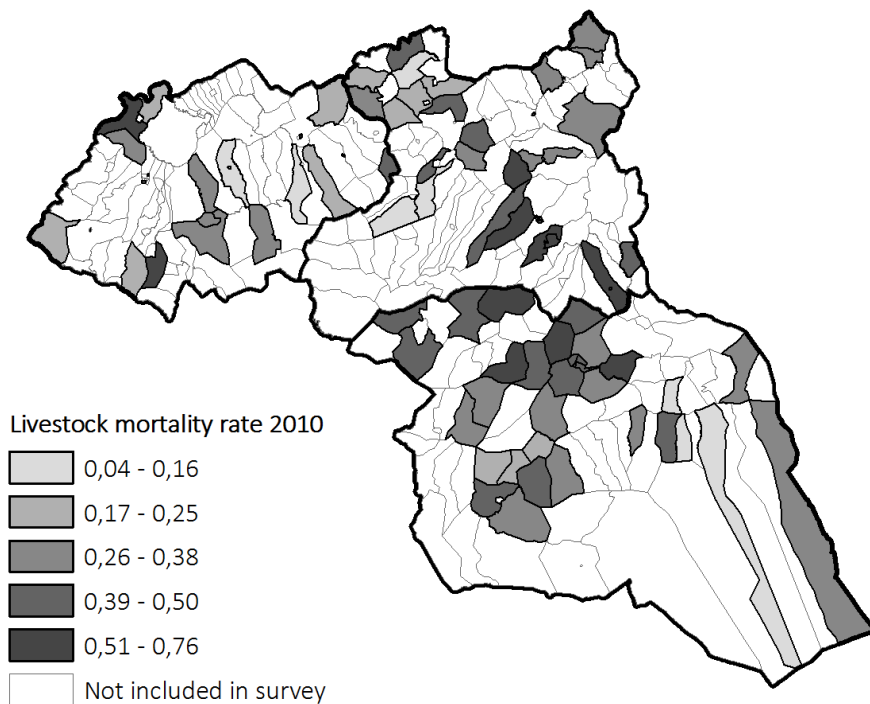 Livestock mortality rate 2010
0,04 - 0,16
0,17 - 0,25
0,26 - 0,38
0,39 - 0,50
0,51 - 0,76
Not included in survey